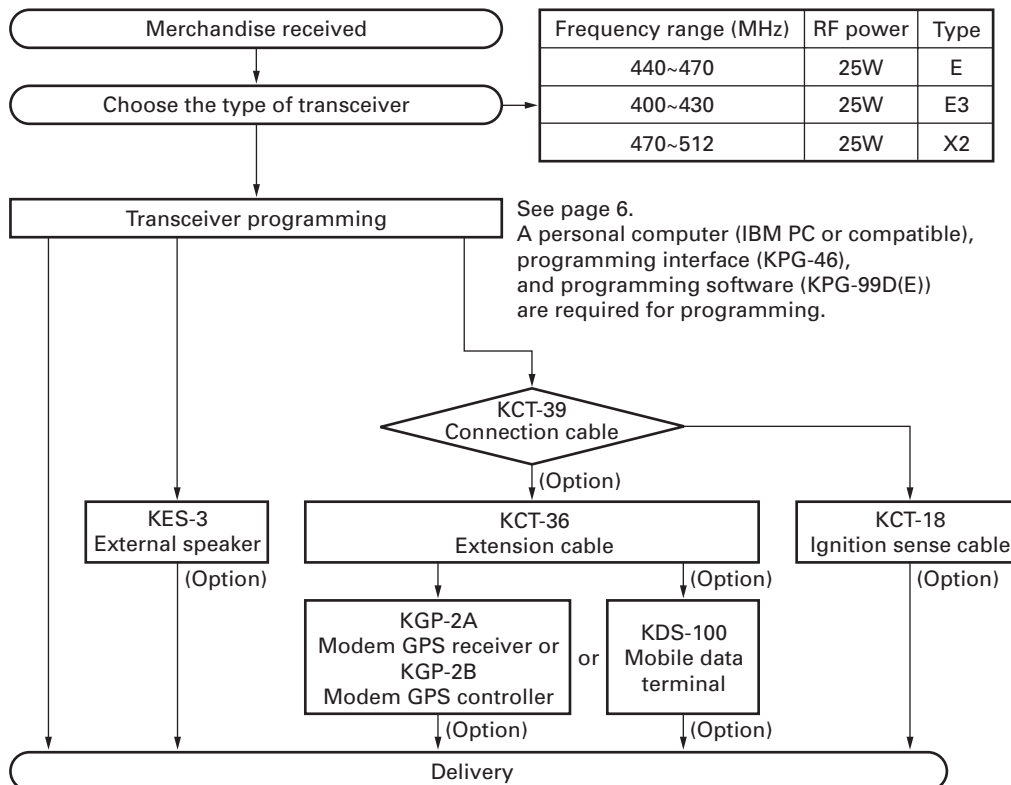 Merchandise received
Choose the type of transceiver
Frequency range (MHz) RF power Type
440~470 25W E
400~430 25W E3
470~512 25W X2
Transceiver programming
See page 6.
A personal computer (IBM PC or compatible),
programming interface (KPG-46),
and programming software (KPG-99D(E))
are required for programming.
KCT-39
Connection cable
(Option)
KES-3
External speaker
(Option)
KCT-36
Extension cable
(Option)
(Option)
KCT-18
Ignition sense cable
(Option)
KGP-2A
Modem GPS receiver or
KGP-2B
Modem GPS controller
(Option)
or
KDS-100
Mobile data
terminal
(Option)
Delivery